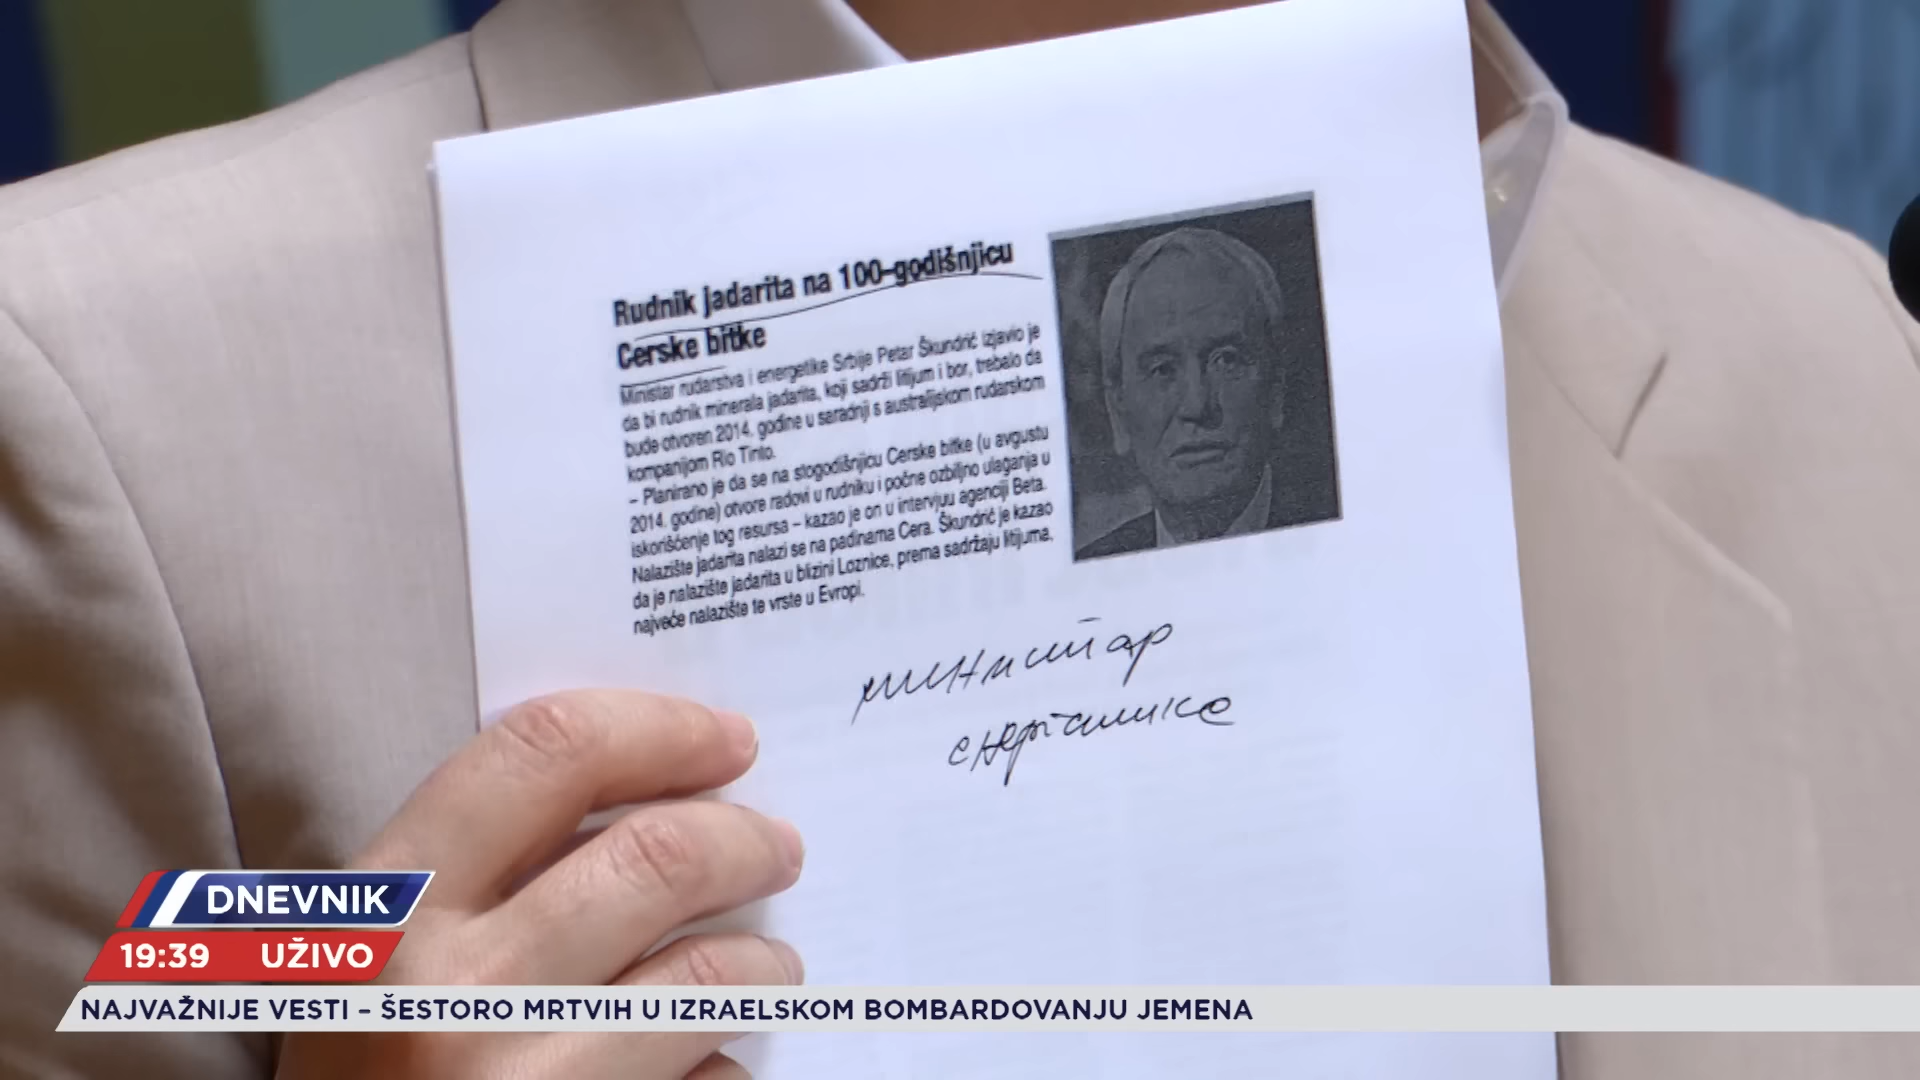 Rudnik jadarita na 100-godišnjicu
Cerske bitke
Ministar rudarstva i energetike Srbije Petar Škundrić izjavio je
da bi rudnik minerala jadarita, koji sadrži litijum i bor, trebalo da
bude otvoren 2014. godine u saradnji s australijskom rudarskom
kompanijom Rio Tinto.
– Planirano je da se na stogodišnjicu Cerske bitke (u avgustu
2014. godine) otvore radovi u rudniku i počne ozbiljno ulaganja u
iskorišćenje tog resursa – kazao je on u intervjuu agenciji Beta.
Nalazište jadarita nalazi se na padinama Cera. Škundrić je kazao
da je nalazište jadarita u blizini Loznice, prema sadržaju litijuma,
najveće nalazište te vrste u Evropi.
министар
DNEVNIK
19:39 UŽIVO
NAJVAŽNIJE VESTI – ŠESTORO MRTVIH U IZRAELSKOM BOMBARDOVANJU JEMENA